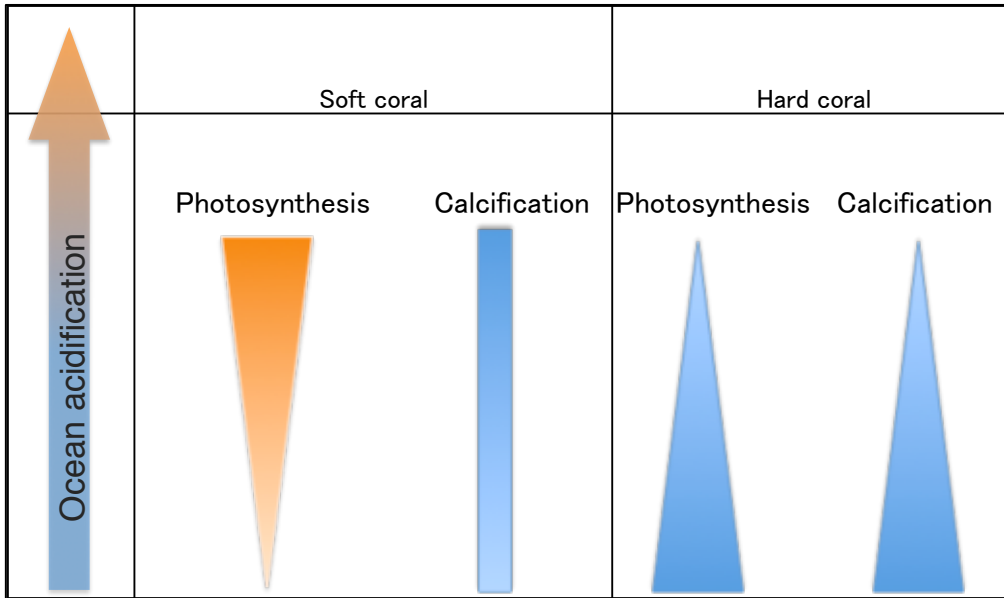 Soft coral
Hard coral
Photosynthesis
Calcification
Photosynthesis
Calcification
Ocean acidification